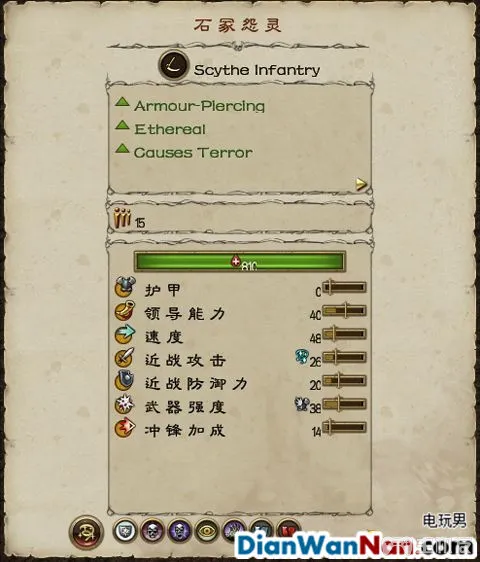 石冢怨灵
Scythe Infantry
Armour-Piercing
Ethereal
Causes Terror
15
810
护甲 0
领导能力 40
速度 48
近战攻击 26
近战防御力 20
武器强度 38
冲锋加成 14
电玩男
DianWanNan.com